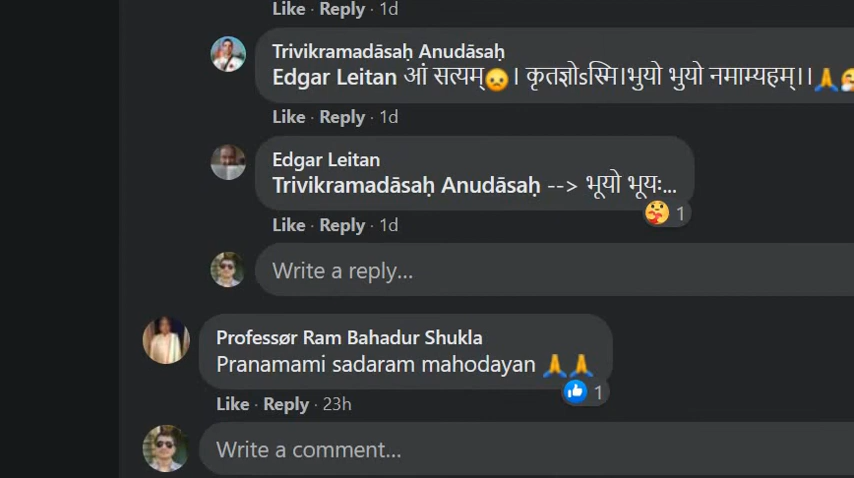 Like · Reply · 1d
Trivikramadāsaḥ Anudāsaḥ
Edgar Leitan आं सत्यम्😞। कृतज्ञोऽस्मि।भुयो भुयो नमाम्यहम्।।🙏
Like · Reply · 1d
Edgar Leitan
Trivikramadāsaḥ Anudāsaḥ --> भूयो भूयः...
1
Like · Reply · 1d
Write a reply...
Professør Ram Bahadur Shukla
Pranamami sadaram mahodayan 🙏🙏
1
Like · Reply · 23h
Write a comment...